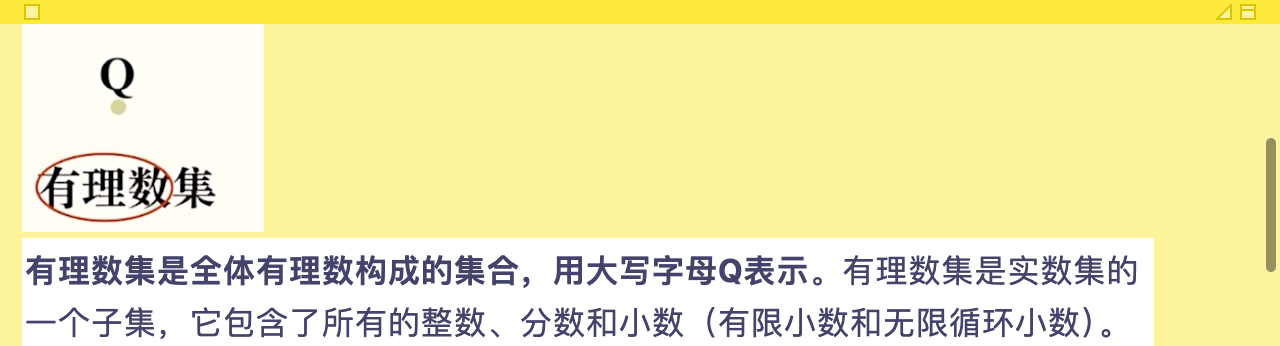 Q
有理数集
有理数集是全体有理数构成的集合，用大写字母Q表示。有理数集是实数集的
一个子集，它包含了所有的整数、分数和小数（有限小数和无限循环小数）。